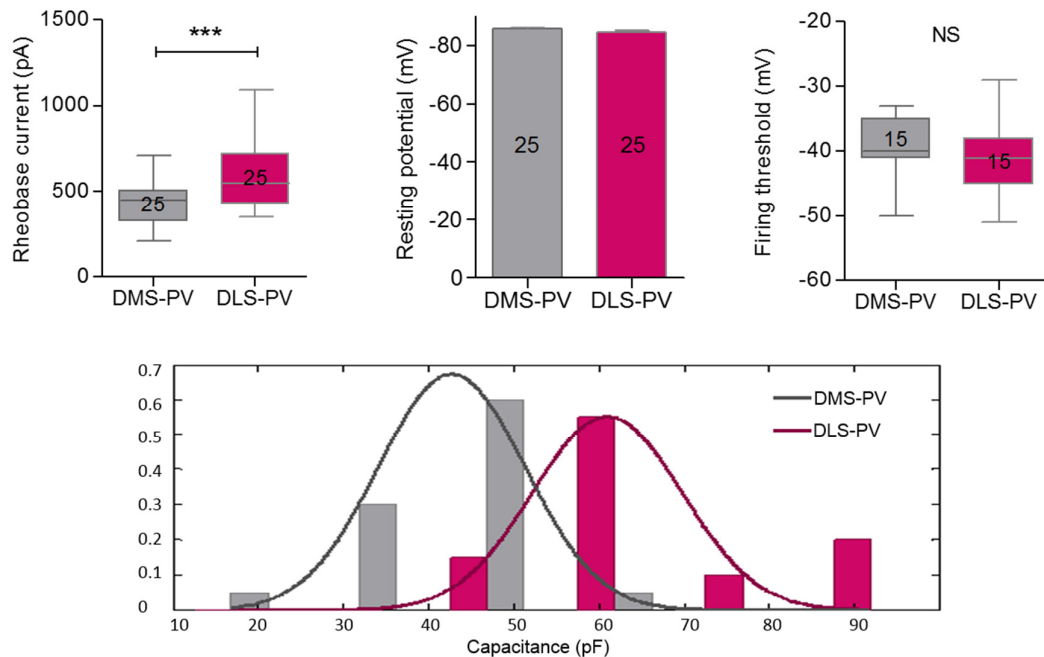 Rheobase current (pA)
1500
1000
500
0
***
25
25
DMS-PV
DLS-PV
Resting potential (mV)
-80
-60
-40
-20
0
25
25
DMS-PV
DLS-PV
Firing threshold (mV)
-20
-30
-40
-50
-60
NS
15
15
DMS-PV
DLS-PV
0.7
0.6
0.5
0.4
0.3
0.2
0.1
0
DMS-PV
DLS-PV
10 20 30 40 50 60 70 80 90
Capacitance (pF)